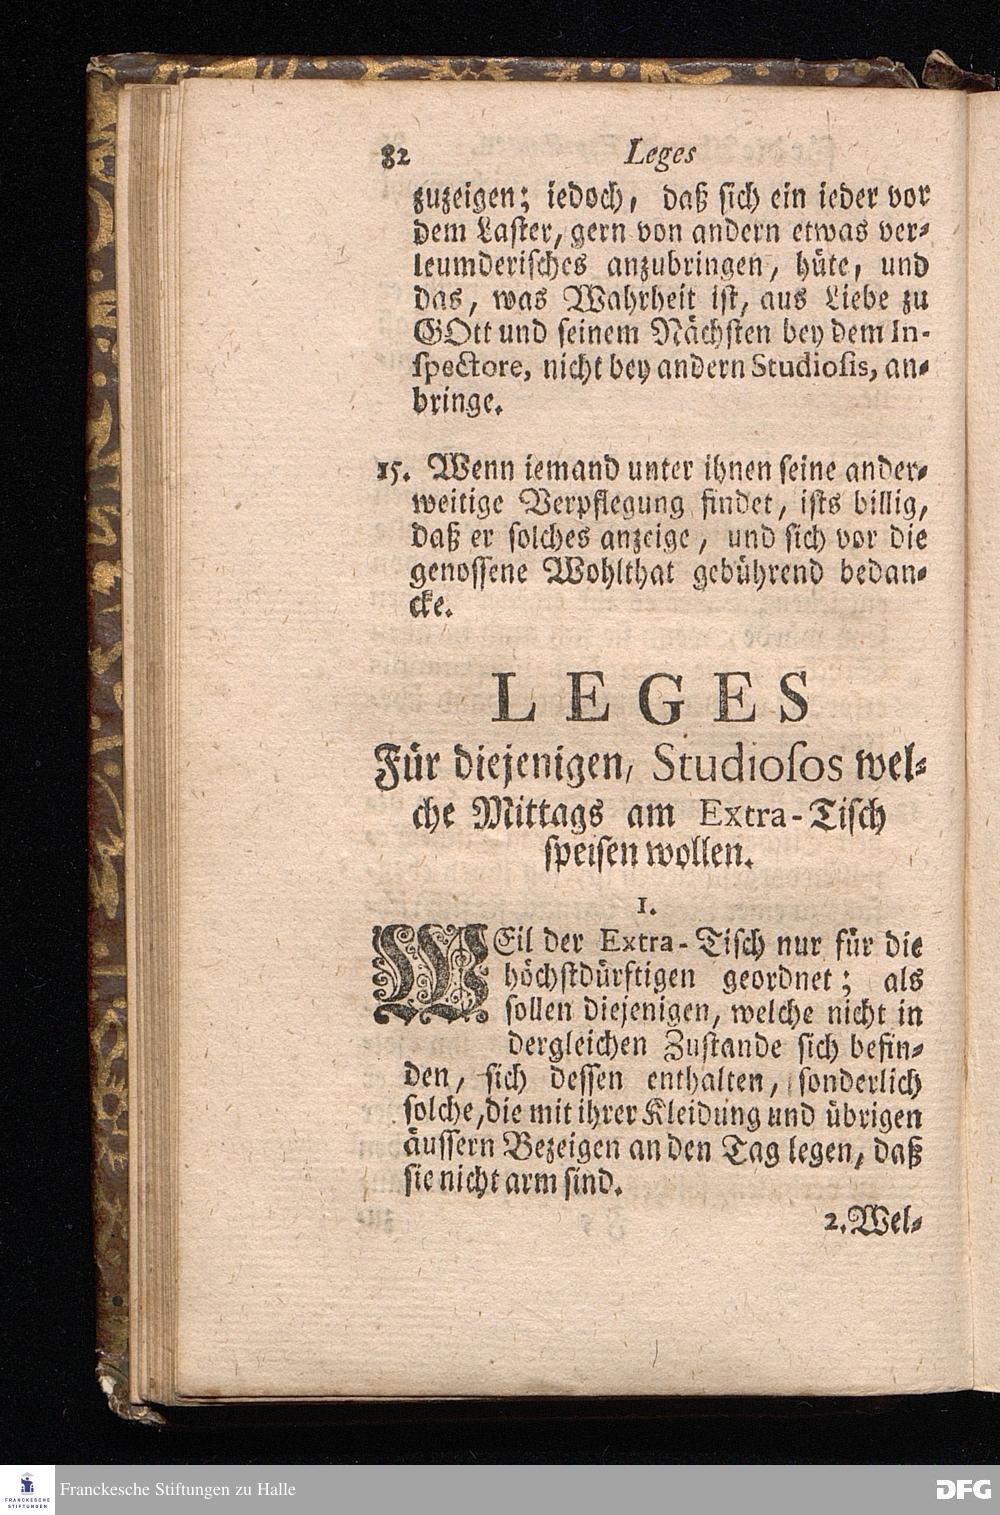 82 Leges
zuzeigen; iedoch, daß sich ein ieder vor
dem Laster, gern von andern etwas ver-
leumderisches anzubringen, hüte, und
das, was Wahrheit ist, aus Liebe zu
GOtt und seinem Nächsten bey dem In-
spectore, nicht bey andern Studiosis, an-
bringe.
15. Wenn iemand unter ihnen seine ander-
weitige Verpflegung findet, ists billig,
daß er solches anzeige, und sich vor die
genossene Wohlthat gebührend bedan-
cke.
LEGES
Für diejenigen, Studiosos wel-
che Mittags am Extra-Tisch
speisen wollen.
1.
WEil der Extra-Tisch nur für die
höchstdürftigen geordnet; als
sollen diejenigen, welche nicht in
dergleichen Zustande sich befin-
den, sich dessen enthalten, sonderlich
solche, die mit ihrer Kleidung und übrigen
äussern Bezeigen an den Tag legen, daß
sie nicht arm sind.
2. Wel-
FRANCKESCHE
STIFTUNGEN
Franckesche Stiftungen zu Halle
DFG